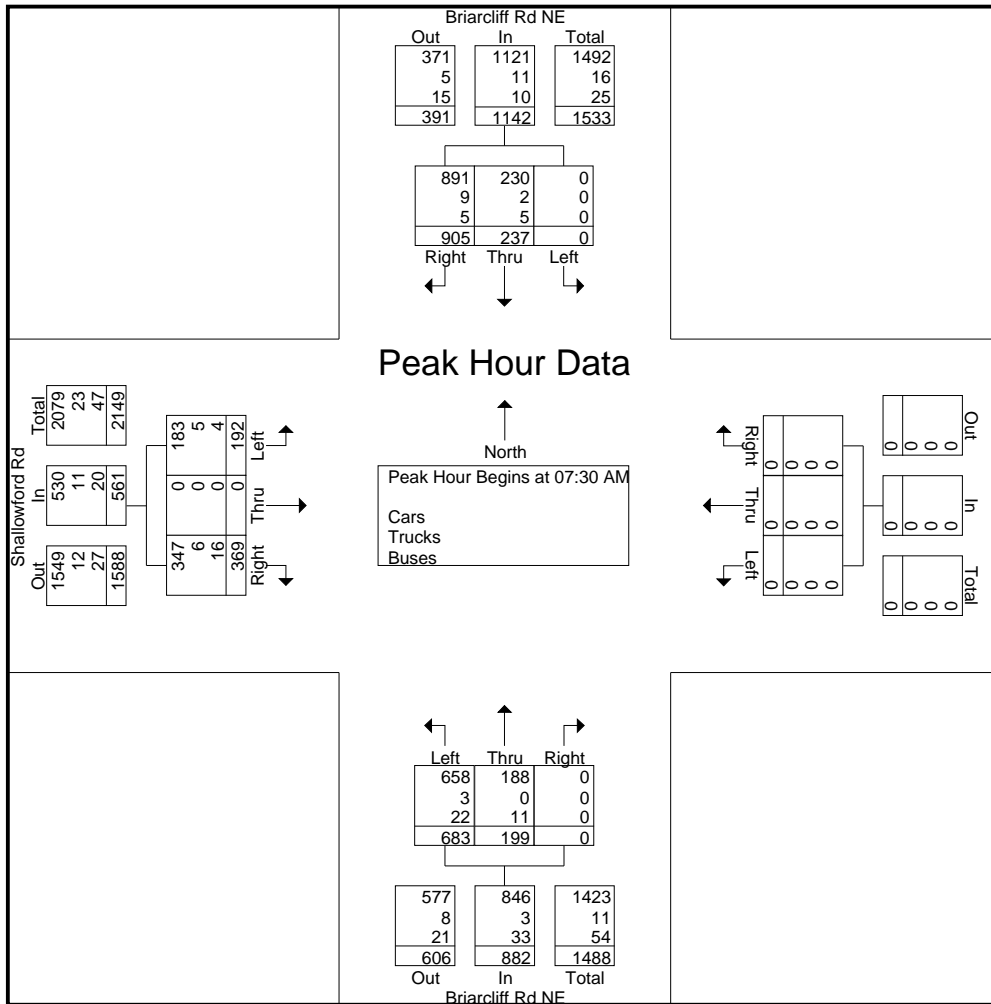 Briarcliff Rd NE
Out In Total
371 1121 1492
5 11 16
15 10 25
391 1142 1533
891 230 0
9 2 0
5 5 0
905 237 0
Right Thru Left
Peak Hour Data
North
Peak Hour Begins at 07:30 AM
Cars
Trucks
Buses
Shallowford Rd
Out In Total
1549 530 2079
12 11 23
27 20 47
1588 561 2149
347 0 183
6 0 5
16 0 4
369 0 192
Right Thru Left
Out In Total
0 0 0
0 0 0
0 0 0
0 0 0
Right Thru Left
0 0 0
0 0 0
0 0 0
0 0 0
Left Thru Right
658 188 0
3 0 0
22 11 0
683 199 0
577 846 1423
8 3 11
21 33 54
606 882 1488
Out In Total
Briarcliff Rd NE